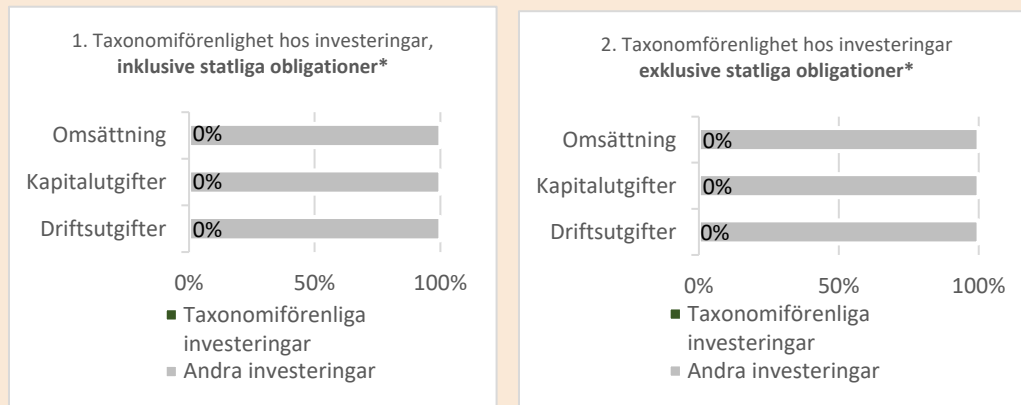 1. Taxonomiförenlighet hos investeringar,
inklusive statliga obligationer*
Omsättning
0%
Kapitalutgifter
0%
Driftsutgifter
0%
0%
50%
100%
Taxonomiförenliga
investeringar
Andra investeringar
2. Taxonomförenlighet hos investeringar
exklusive statliga obligationer*
Omsättning
0%
Kapitalutgifter
0%
Driftsutgifter
0%
0%
50%
100%
Taxonomiförenliga
investeringar
Andra investeringar